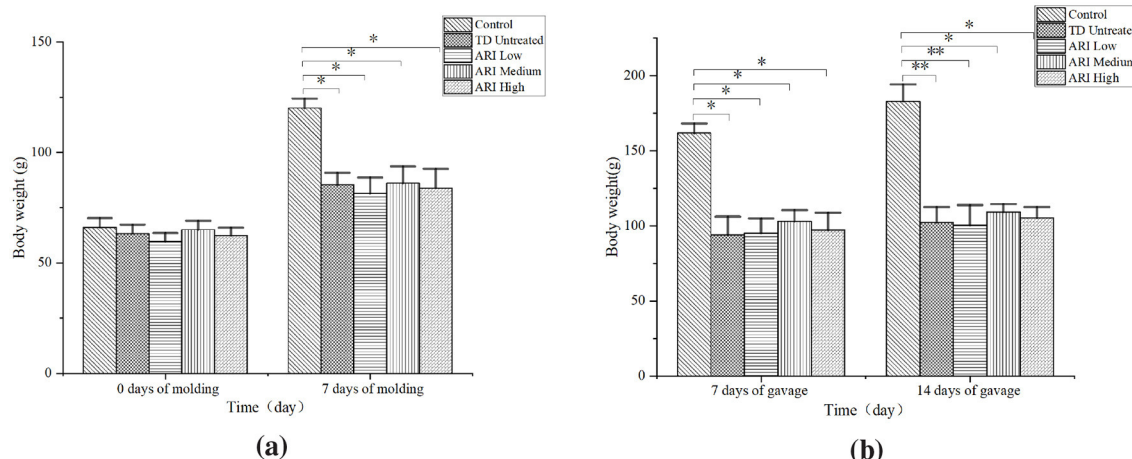 Control
TD Untreated
ARI Low
ARI Medium
ARI High
150
100
50
0
Body weight (g)
*
*
*
*
0 days of molding
7 days of molding
Time（day）
(a)
Control
TD Untreate
ARI Low
ARI Medium
ARI High
200
150
100
50
0
Body weight(g)
*
*
*
*
*
*
**
**
7 days of gavage
14 days of gavage
Time（day）
(b)